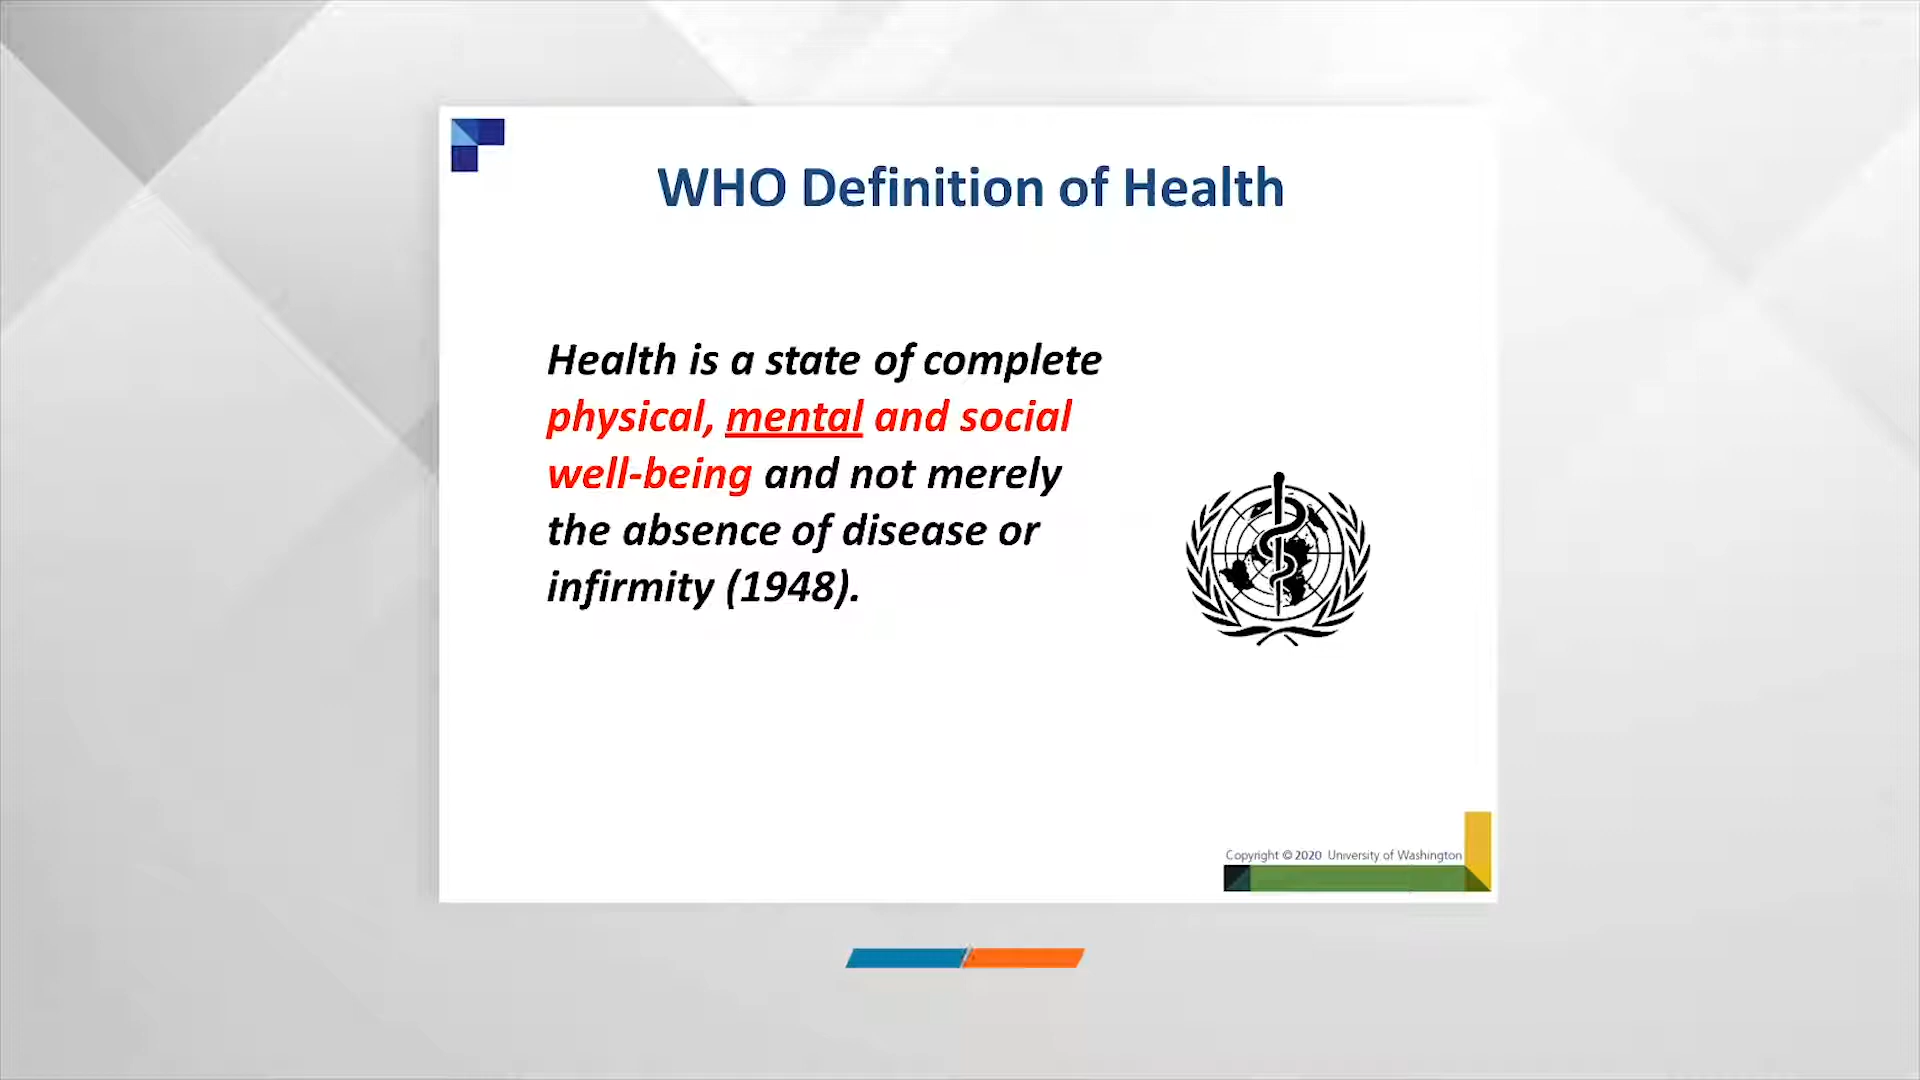 WHO Definition of Health
Health is a state of complete
physical, mental and social
well-being and not merely
the absence of disease or
infirmity (1948).
Copyright © 2020 University of Washington